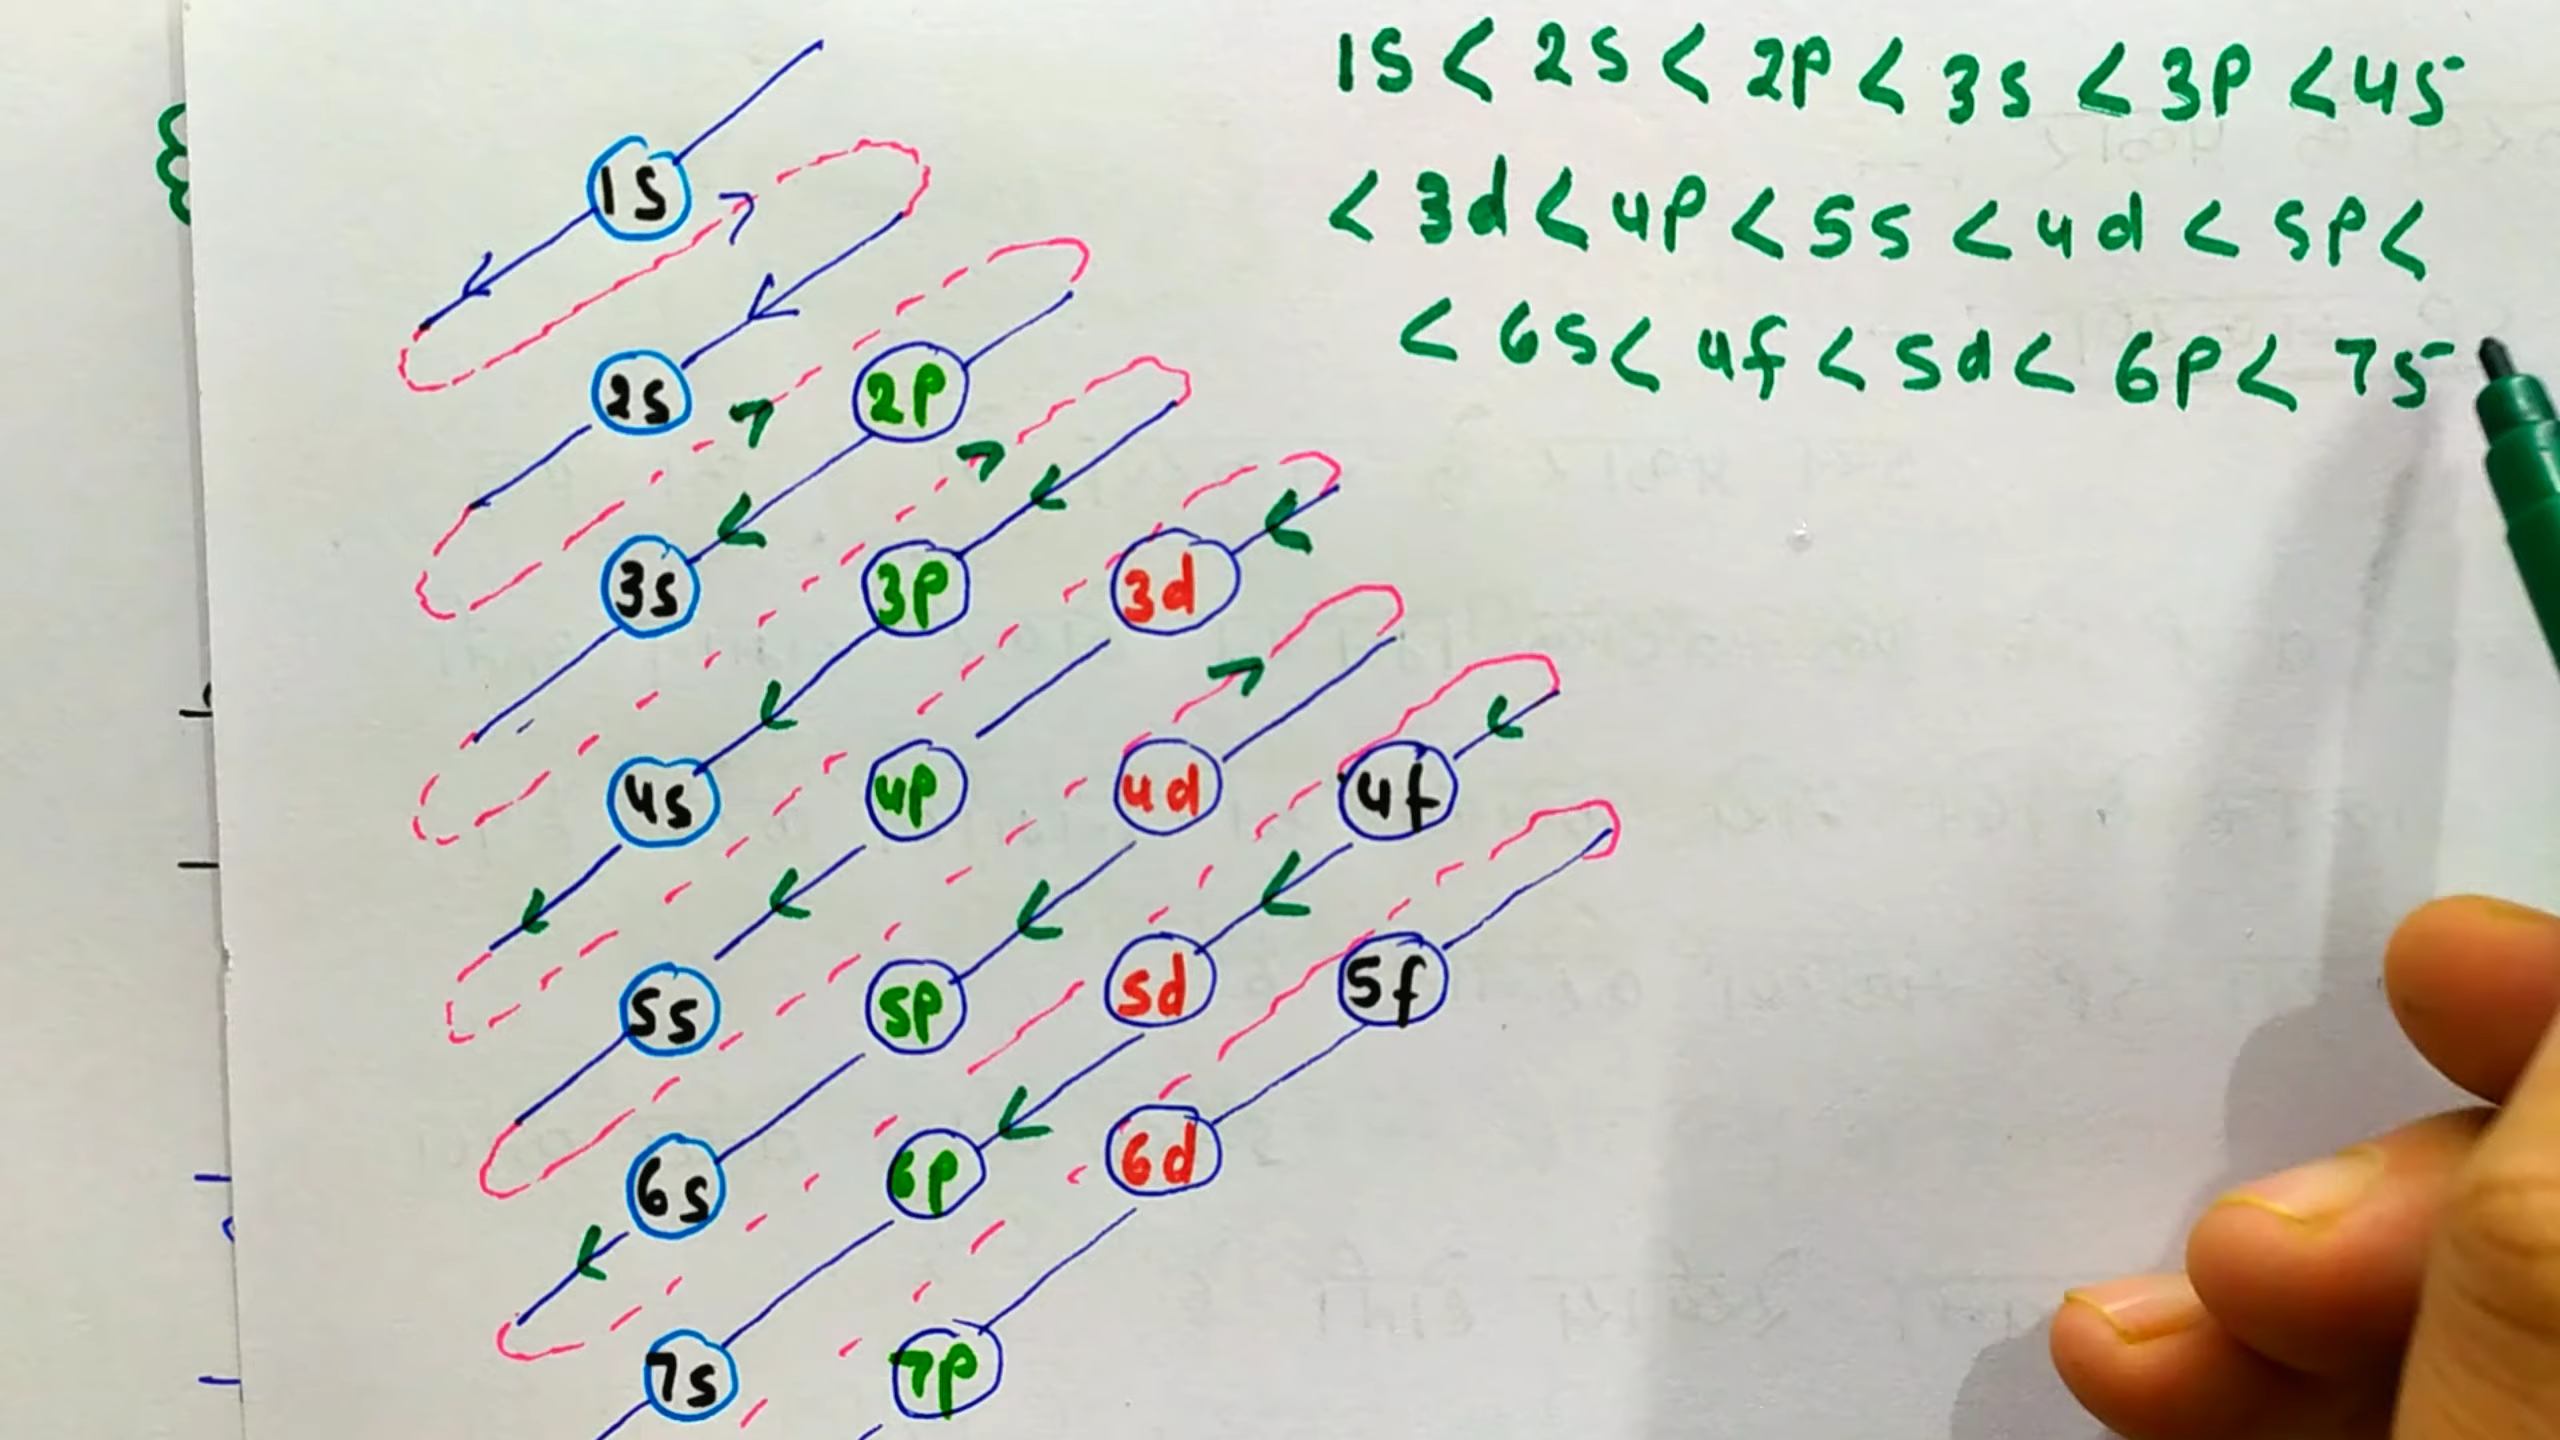 1s < 2s < 2p < 3s < 3p < 4s
< 3d < 4p < 5s < 4d < 5p <
< 6s < 4f < 5d < 6p < 7s
1s
2s 2p
3s 3p 3d
4s 4p 4d 4f
5s 5p 5d 5f
6s 6p 6d
7s 7p